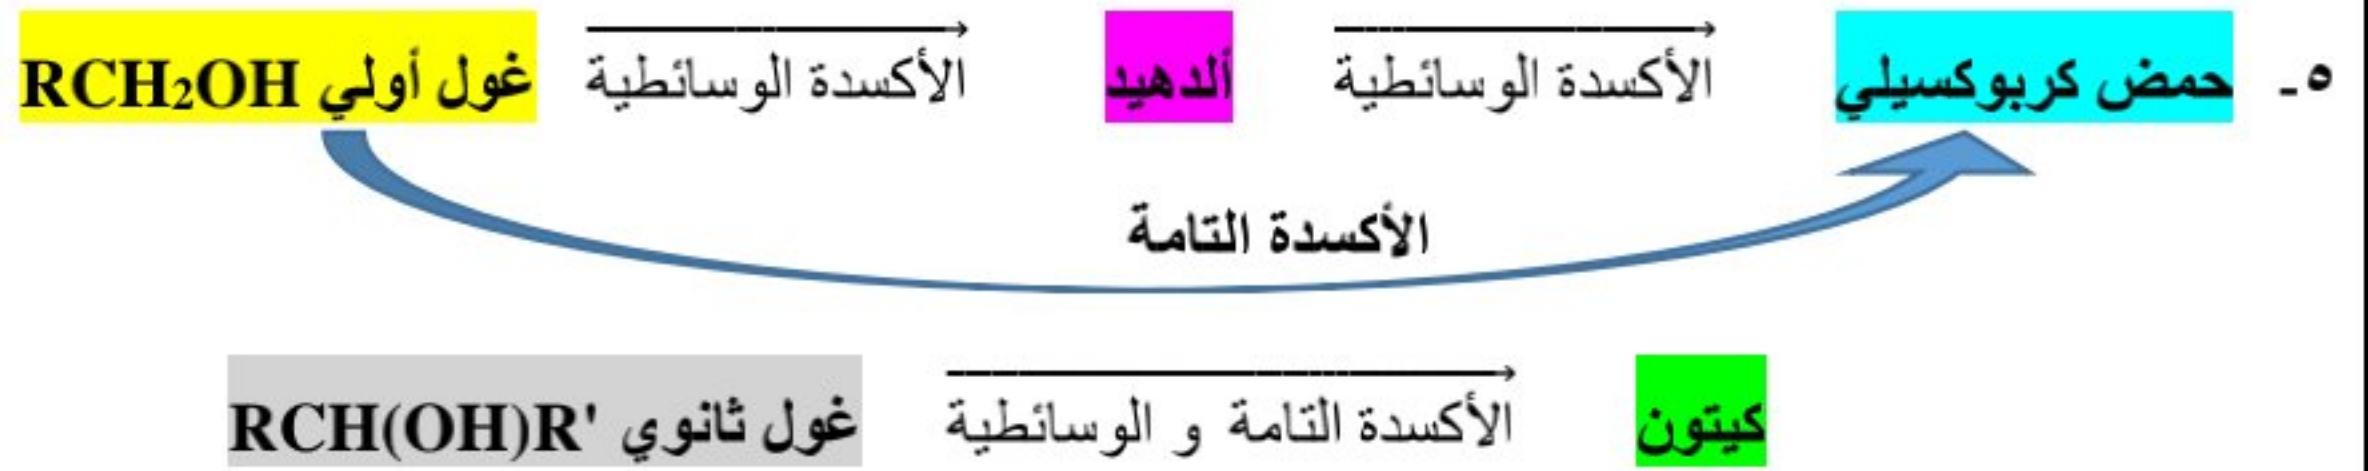 ٥- RCH₂OH غول أولي الأكسدة الوسائطية ألدهيد الأكسدة الوسائطية حمض كربوكسيلي
الأكسدة التامة
RCH(OH)R' غول ثانوي الأكسدة التامة و الوسائطية كيتون